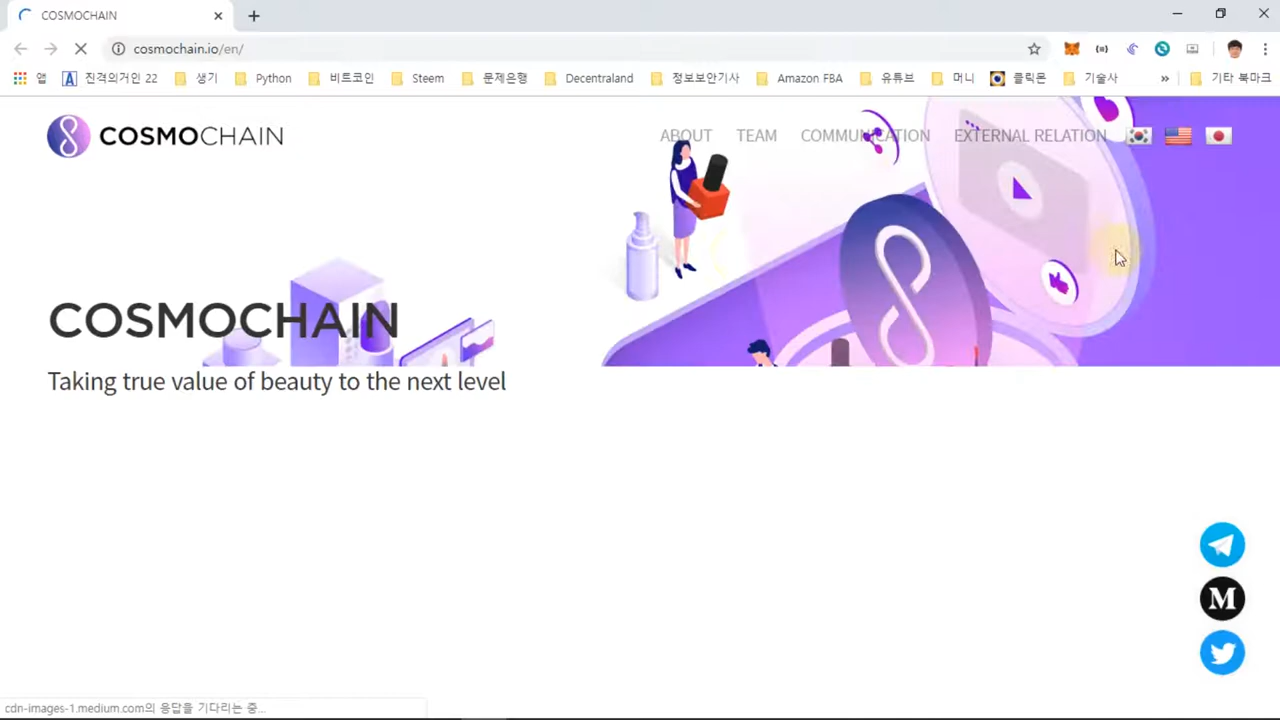 COSMOCHAIN
cosmochain.io/en/
앱
진격의거인 22
생기
Python
비트코인
Steem
문제은행
Decentraland
정보보안기사
Amazon FBA
유튜브
머니
클릭몬
기술사
»
기타 북마크
COSMOCHAIN
ABOUT
TEAM
COMMUNICATION
EXTERNAL RELATION
COSMOCHAIN
Taking true value of beauty to the next level
M
cdn-images-1.medium.com의 응답을 기다리는 중...